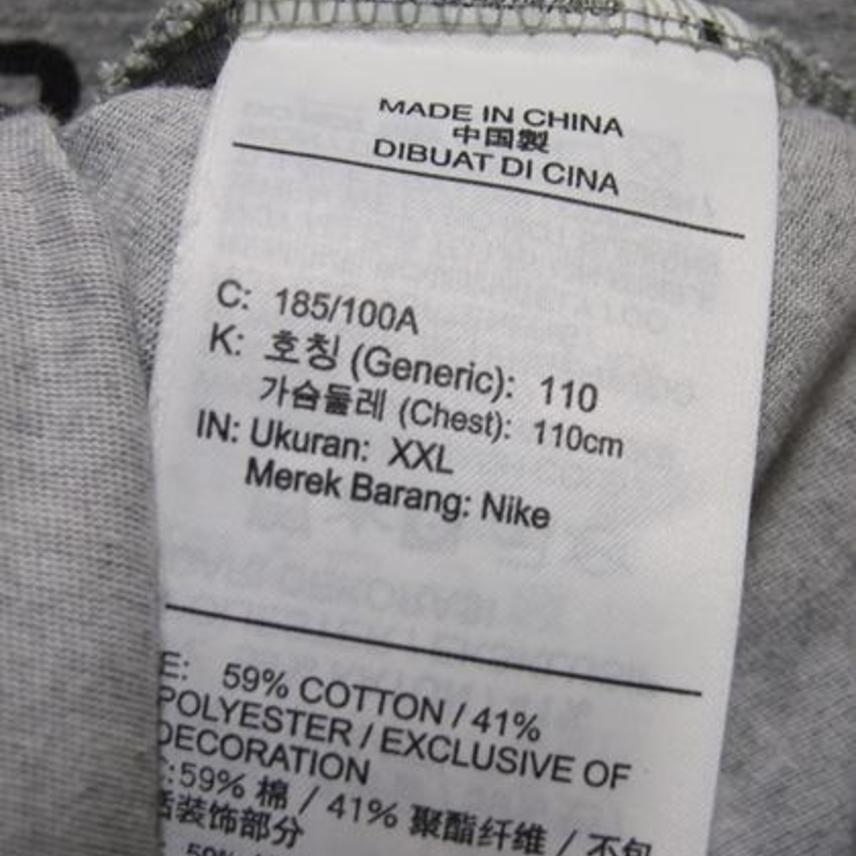 MADE IN CHINA
中国製
DIBUAT DI CINA
C: 185/100A
K: 호칭 (Generic): 110
가슴둘레 (Chest): 110cm
IN: Ukuran: XXL
Merek Barang: Nike
E: 59% COTTON / 41%
POLYESTER / EXCLUSIVE OF
DECORATION
:59% 棉 / 41% 聚酯纤维 / 不包
括装饰部分